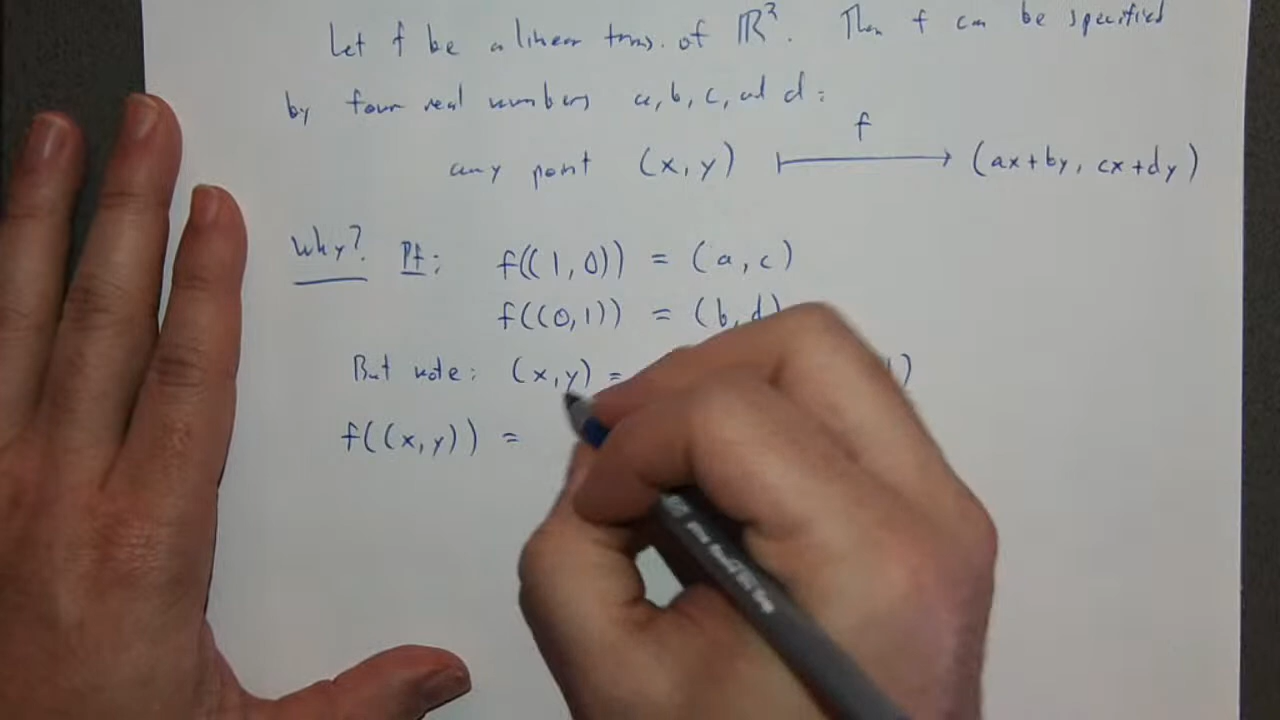 Let f be a linear trans. of ℝ². Then f can be specified
by four real numbers a, b, c, and d:
any point (x, y) ⟼ (ax+by, cx+dy)
f
Why? Pf: f((1,0)) = (a,c)
f((0,1)) = (b,d)
But note: (x,y) =
f((x,y)) =